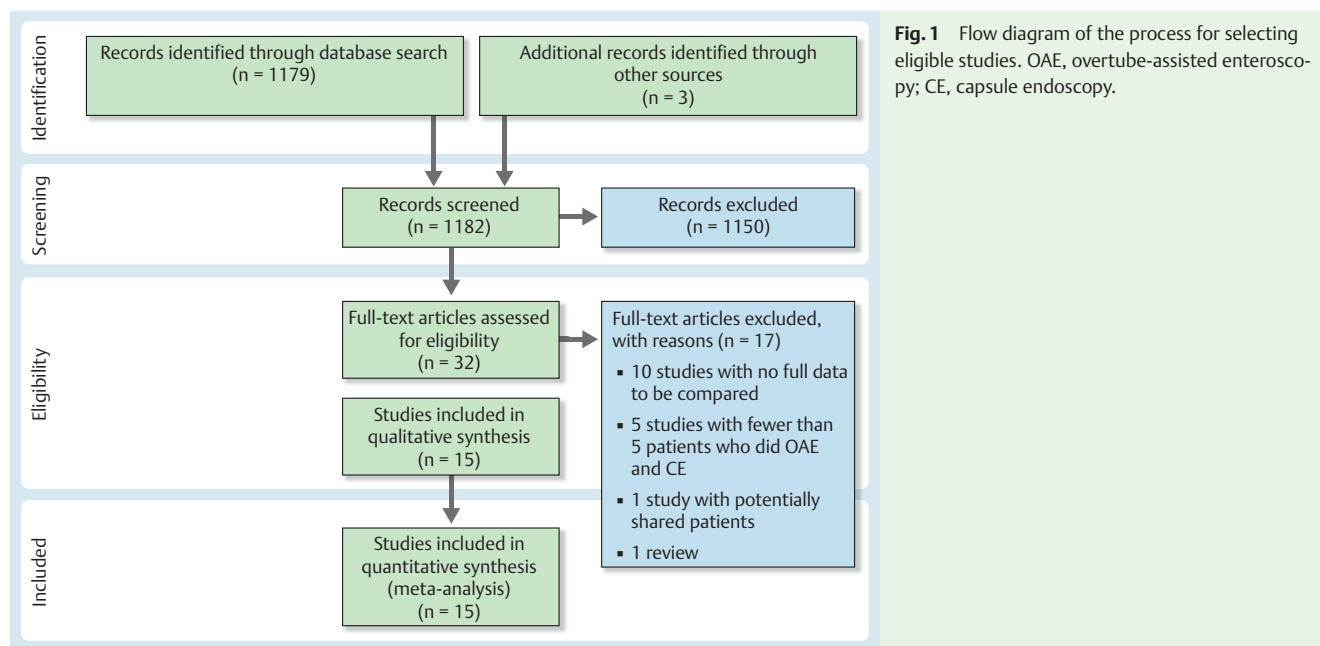 Identification
Records identified through database search
(n = 1179)
Additional records identified through
other sources
(n = 3)
Screening
Records screened
(n = 1182)
Records excluded
(n = 1150)
Eligibility
Full-text articles assessed
for eligibility
(n = 32)
Full-text articles excluded,
with reasons (n = 17)
▪ 10 studies with no full data
to be compared
▪ 5 studies with fewer than
5 patients who did OAE
and CE
▪ 1 study with potentially
shared patients
▪ 1 review
Studies included in
qualitative synthesis
(n = 15)
Included
Studies included in
quantitative synthesis
(meta-analysis)
(n = 15)
Fig. 1 Flow diagram of the process for selecting
eligible studies. OAE, overtube-assisted enterosco-
py; CE, capsule endoscopy.